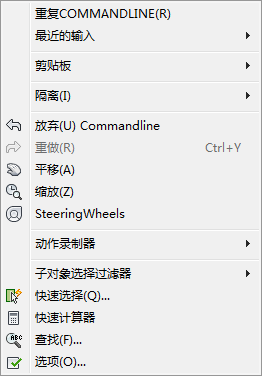 重复COMMANDLINE(R)
最近的输入
剪贴板
隔离(I)
放弃(U) Commandline
重做(R) Ctrl+Y
平移(A)
缩放(Z)
SteeringWheels
动作录制器
子对象选择过滤器
快速选择(Q)...
快速计算器
ABC 查找(F)...
选项(O)...